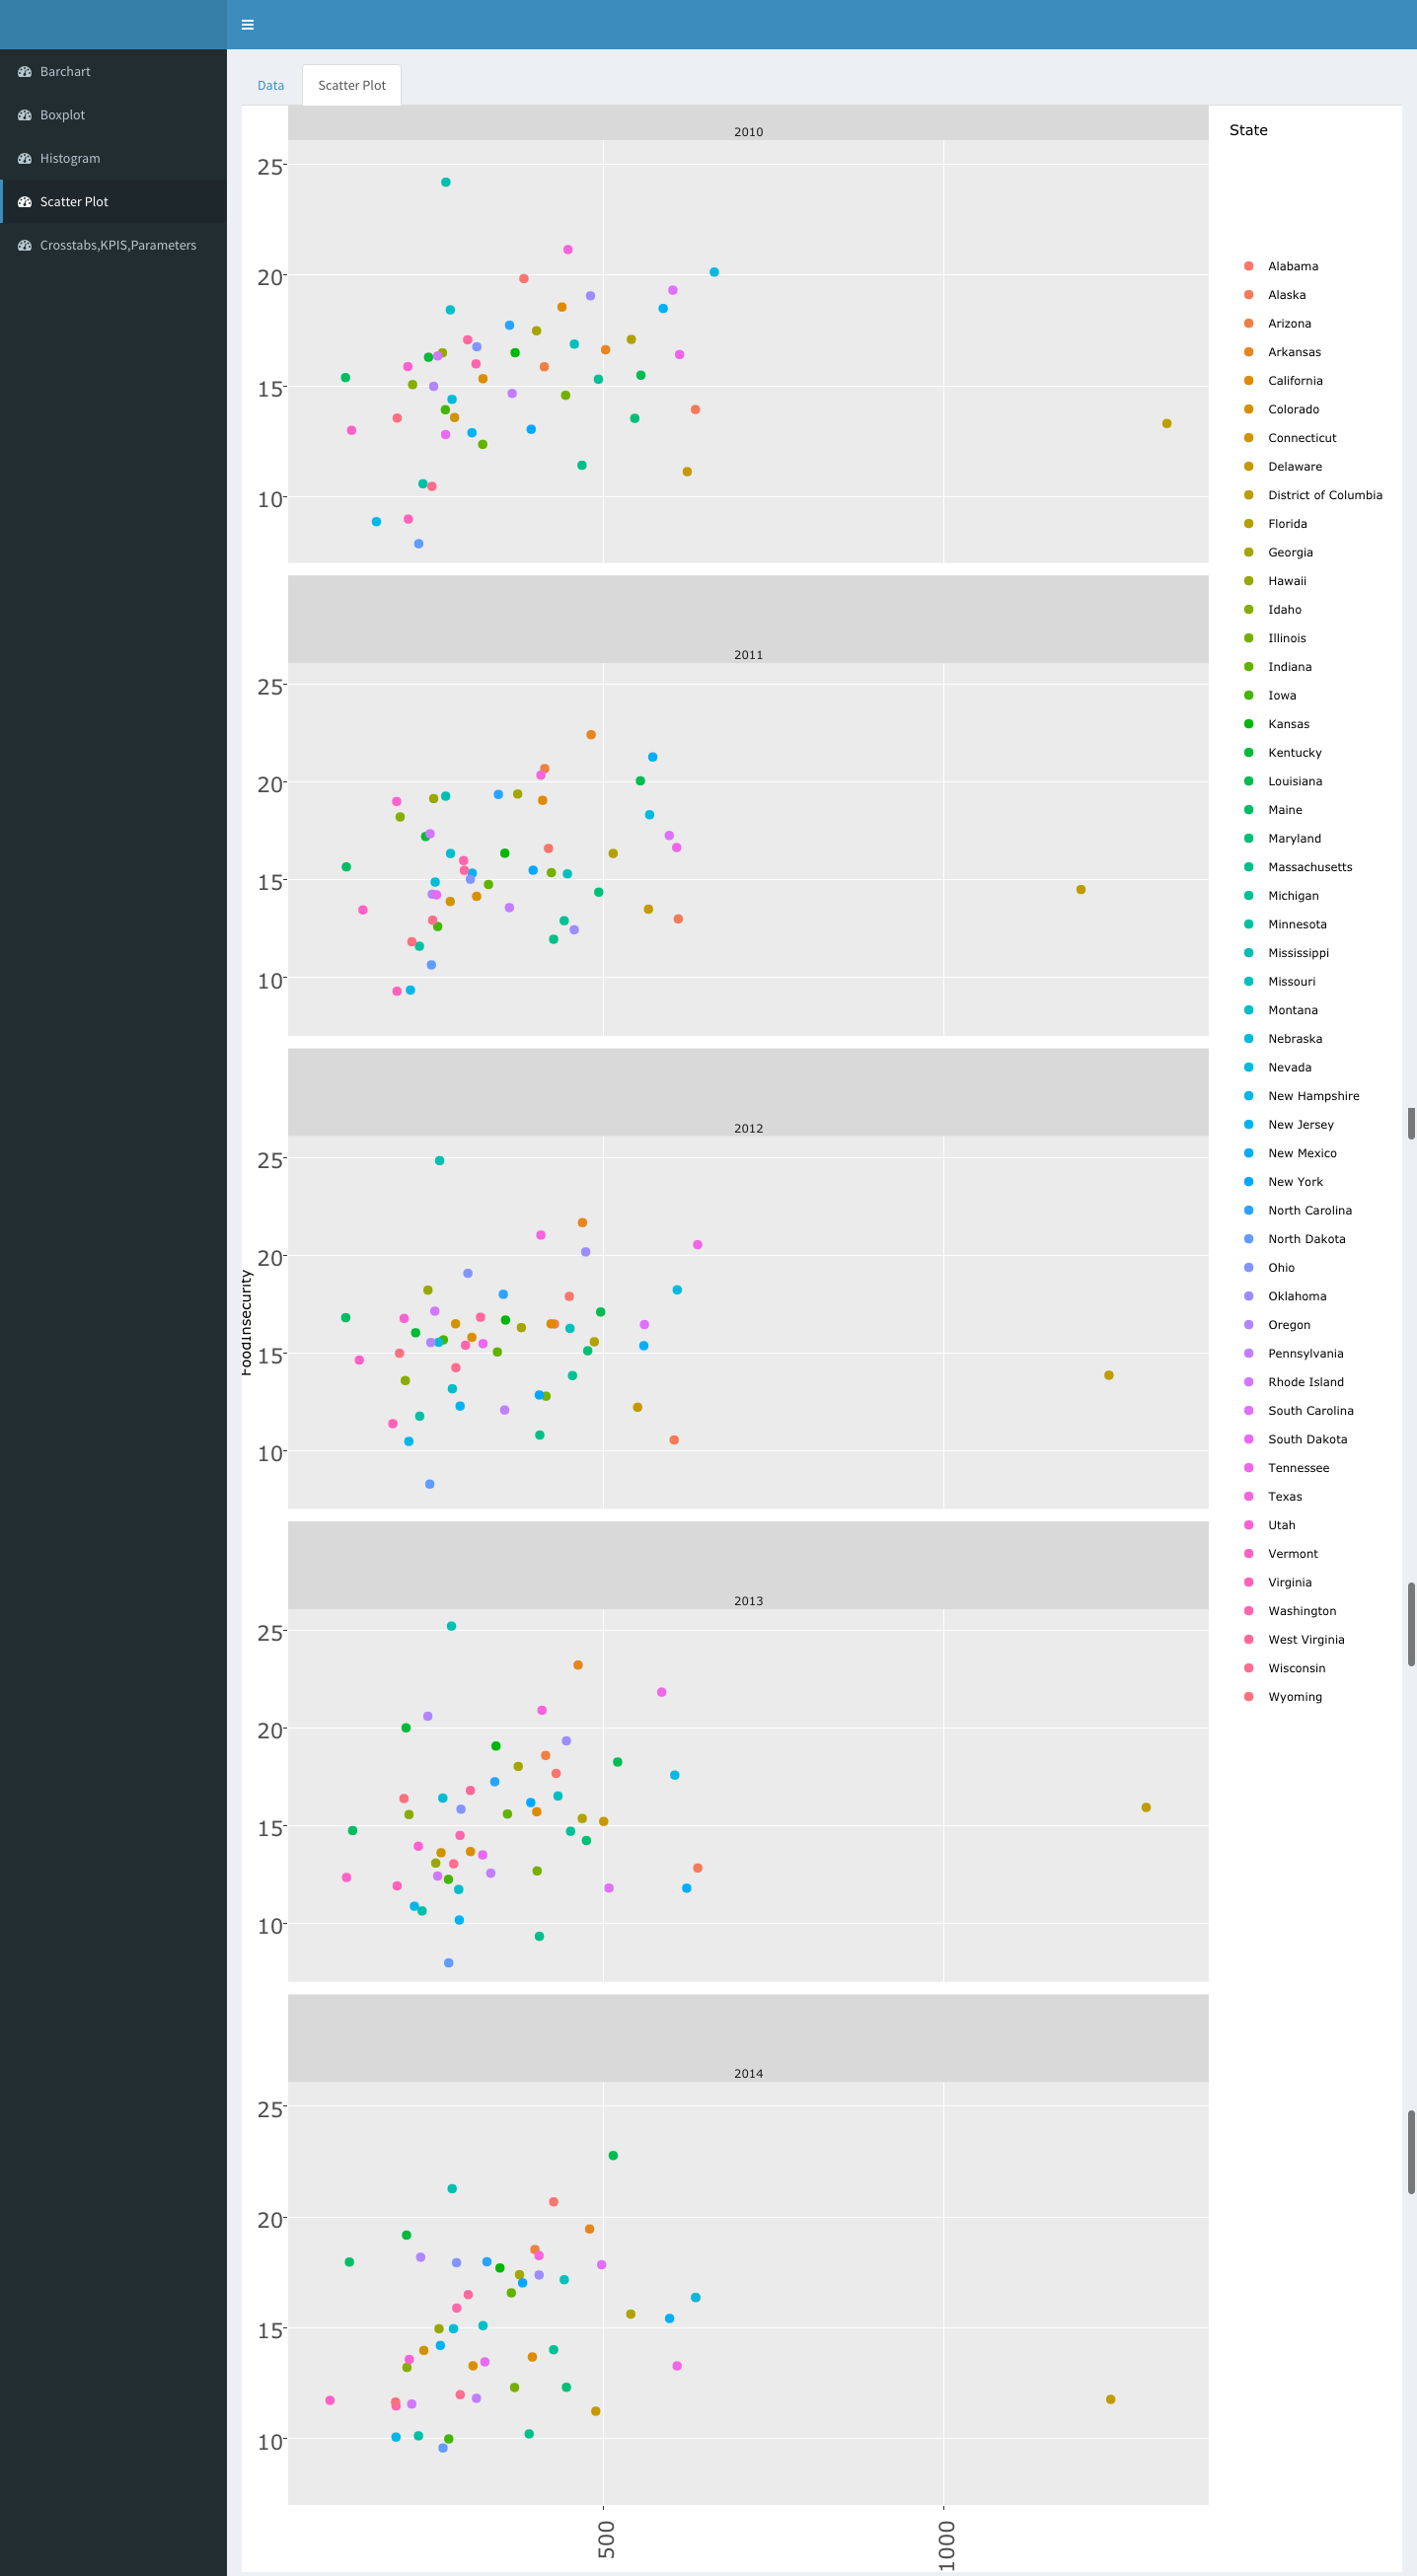 Barchart
Boxplot
Histogram
Scatter Plot
Crosstabs,KPIS,Parameters
Data
Scatter Plot
2010
25
20
15
10
2011
25
20
15
10
2012
25
20
15
10
FoodInsecurity
2013
25
20
15
10
2014
25
20
15
10
500
1000
State
Alabama
Alaska
Arizona
Arkansas
California
Colorado
Connecticut
Delaware
District of Columbia
Florida
Georgia
Hawaii
Idaho
Illinois
Indiana
Iowa
Kansas
Kentucky
Louisiana
Maine
Maryland
Massachusetts
Michigan
Minnesota
Mississippi
Missouri
Montana
Nebraska
Nevada
New Hampshire
New Jersey
New Mexico
New York
North Carolina
North Dakota
Ohio
Oklahoma
Oregon
Pennsylvania
Rhode Island
South Carolina
South Dakota
Tennessee
Texas
Utah
Vermont
Virginia
Washington
West Virginia
Wisconsin
Wyoming